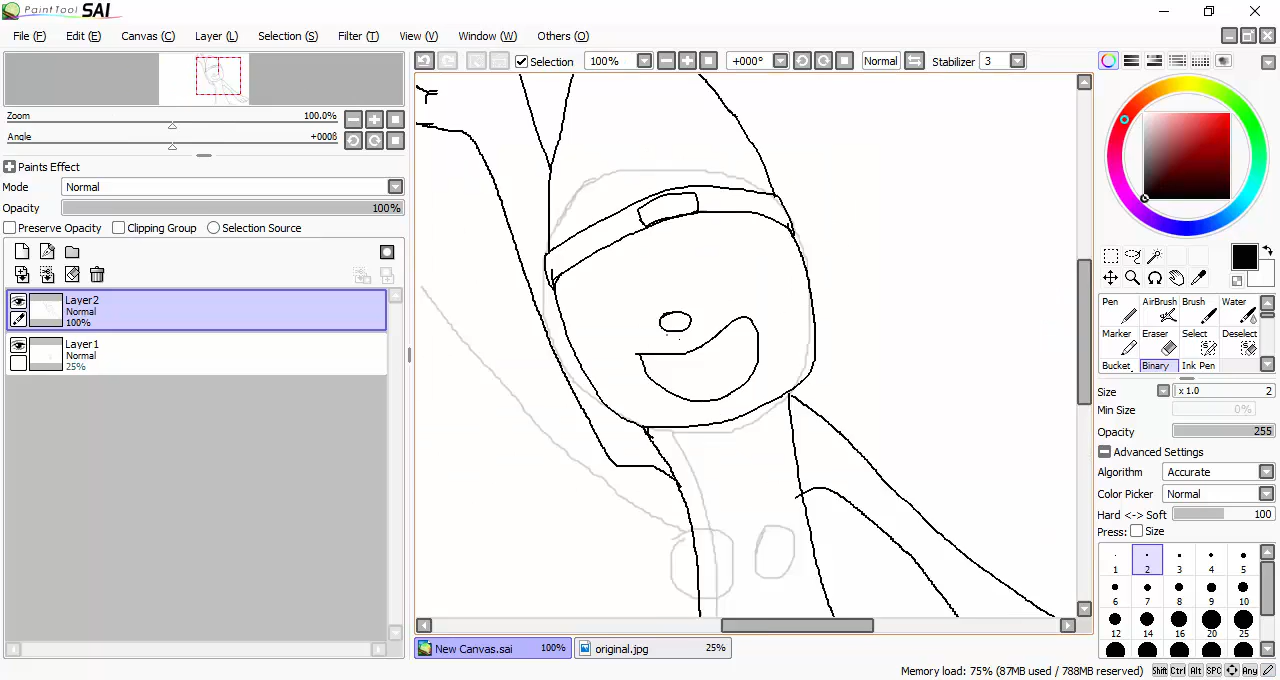 PaintTool SAI
File (F) Edit (E) Canvas (C) Layer (L) Selection (S) Filter (T) View (V) Window (W) Others (O)
Selection 100% +000° Normal Stabilizer 3
Zoom 100.0%
Angle +000ß
Paints Effect
Mode Normal
Opacity 100%
Preserve Opacity Clipping Group Selection Source
Layer2
Normal
100%
Layer1
Normal
25%
Pen AirBrush Brush Water
Marker Eraser Select Deselect
Bucket Binary Ink Pen
Size x 1.0 2
Min Size 0%
Opacity 255
Advanced Settings
Algorithm Accurate
Color Picker Normal
Hard <-> Soft 100
Press: Size
1 2 3 4 5
6 7 8 9 10
12 14 16 20 25
New Canvas.sai 100% original.jpg 25%
Memory load: 75% (87MB used / 788MB reserved) Shift Ctrl Alt SPC Any